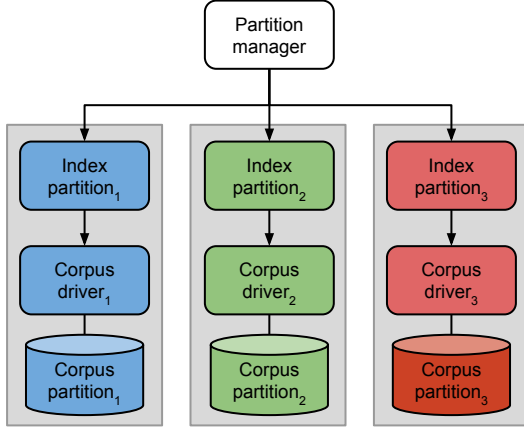 Partition
manager
Index
partition₁
Index
partition₂
Index
partition₃
Corpus
driver₁
Corpus
driver₂
Corpus
driver₃
Corpus
partition₁
Corpus
partition₂
Corpus
partition₃